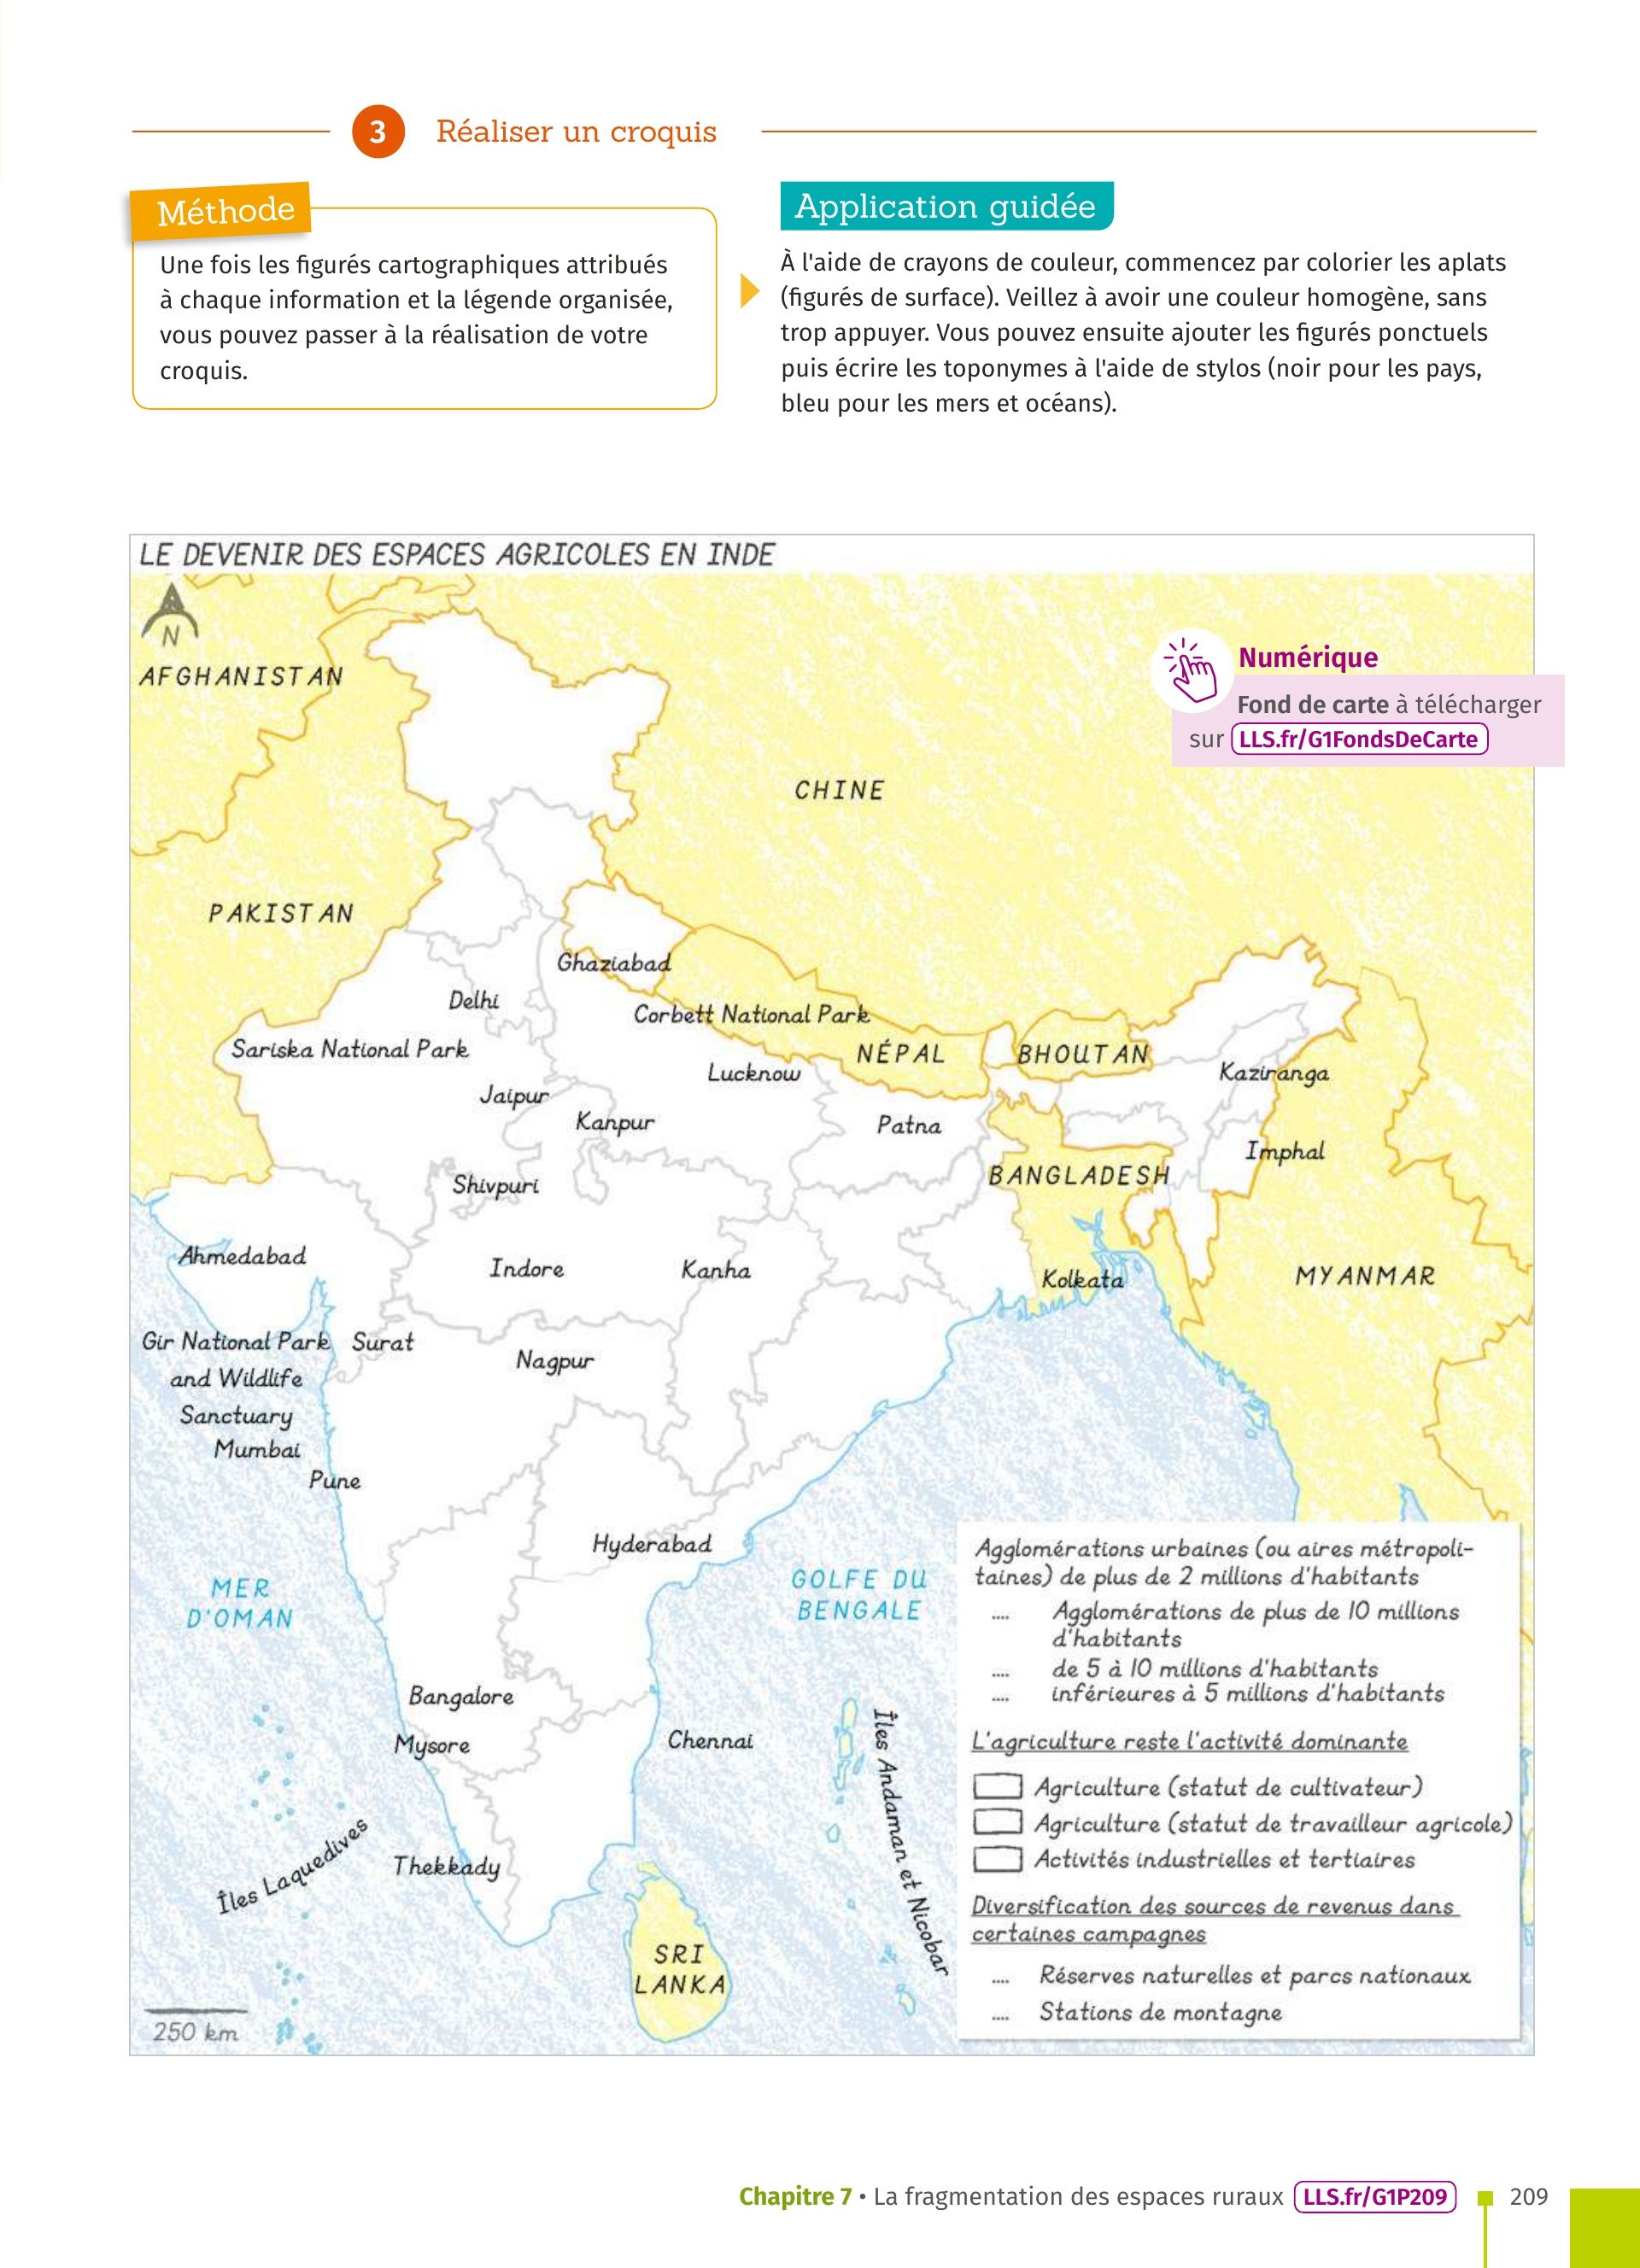 3 Réaliser un croquis
Méthode
Une fois les figurés cartographiques attribués
à chaque information et la légende organisée,
vous pouvez passer à la réalisation de votre
croquis.
Application guidée
À l'aide de crayons de couleur, commencez par colorier les aplats
(figurés de surface). Veillez à avoir une couleur homogène, sans
trop appuyer. Vous pouvez ensuite ajouter les figurés ponctuels
puis écrire les toponymes à l'aide de stylos (noir pour les pays,
bleu pour les mers et océans).
LE DEVENIR DES ESPACES AGRICOLES EN INDE
N
AFGHANISTAN
Numérique
Fond de carte à télécharger
sur LLS.fr/G1FondsDeCarte
CHINE
PAKISTAN
Ghaziabad
Delhi
Corbett National Park
Sariska National Park
NÉPAL
BHOUTAN
Lucknow
Kaziranga
Jaipur
Kanpur
Patna
Imphal
BANGLADESH
Shivpuri
Ahmedabad
Indore
Kanha
Kolkata
MYANMAR
Gir National Park
and Wildlife
Sanctuary
Surat
Nagpur
Mumbai
Pune
Hyderabad
MER
D'OMAN
GOLFE DU
BENGALE
Bangalore
Mysore
Chennai
Îles Andaman et Nicobar
Îles Laquedives
Thekkady
SRI
LANKA
250 km
Agglomérations urbaines (ou aires métropoli-
taines) de plus de 2 millions d'habitants
.... Agglomérations de plus de 10 millions
d'habitants
.... de 5 à 10 millions d'habitants
.... inférieures à 5 millions d'habitants
L'agriculture reste l'activité dominante
Agriculture (statut de cultivateur)
Agriculture (statut de travailleur agricole)
Activités industrielles et tertiaires
Diversification des sources de revenus dans
certaines campagnes
.... Réserves naturelles et parcs nationaux
.... Stations de montagne
Chapitre 7 • La fragmentation des espaces ruraux LLS.fr/G1P209 209